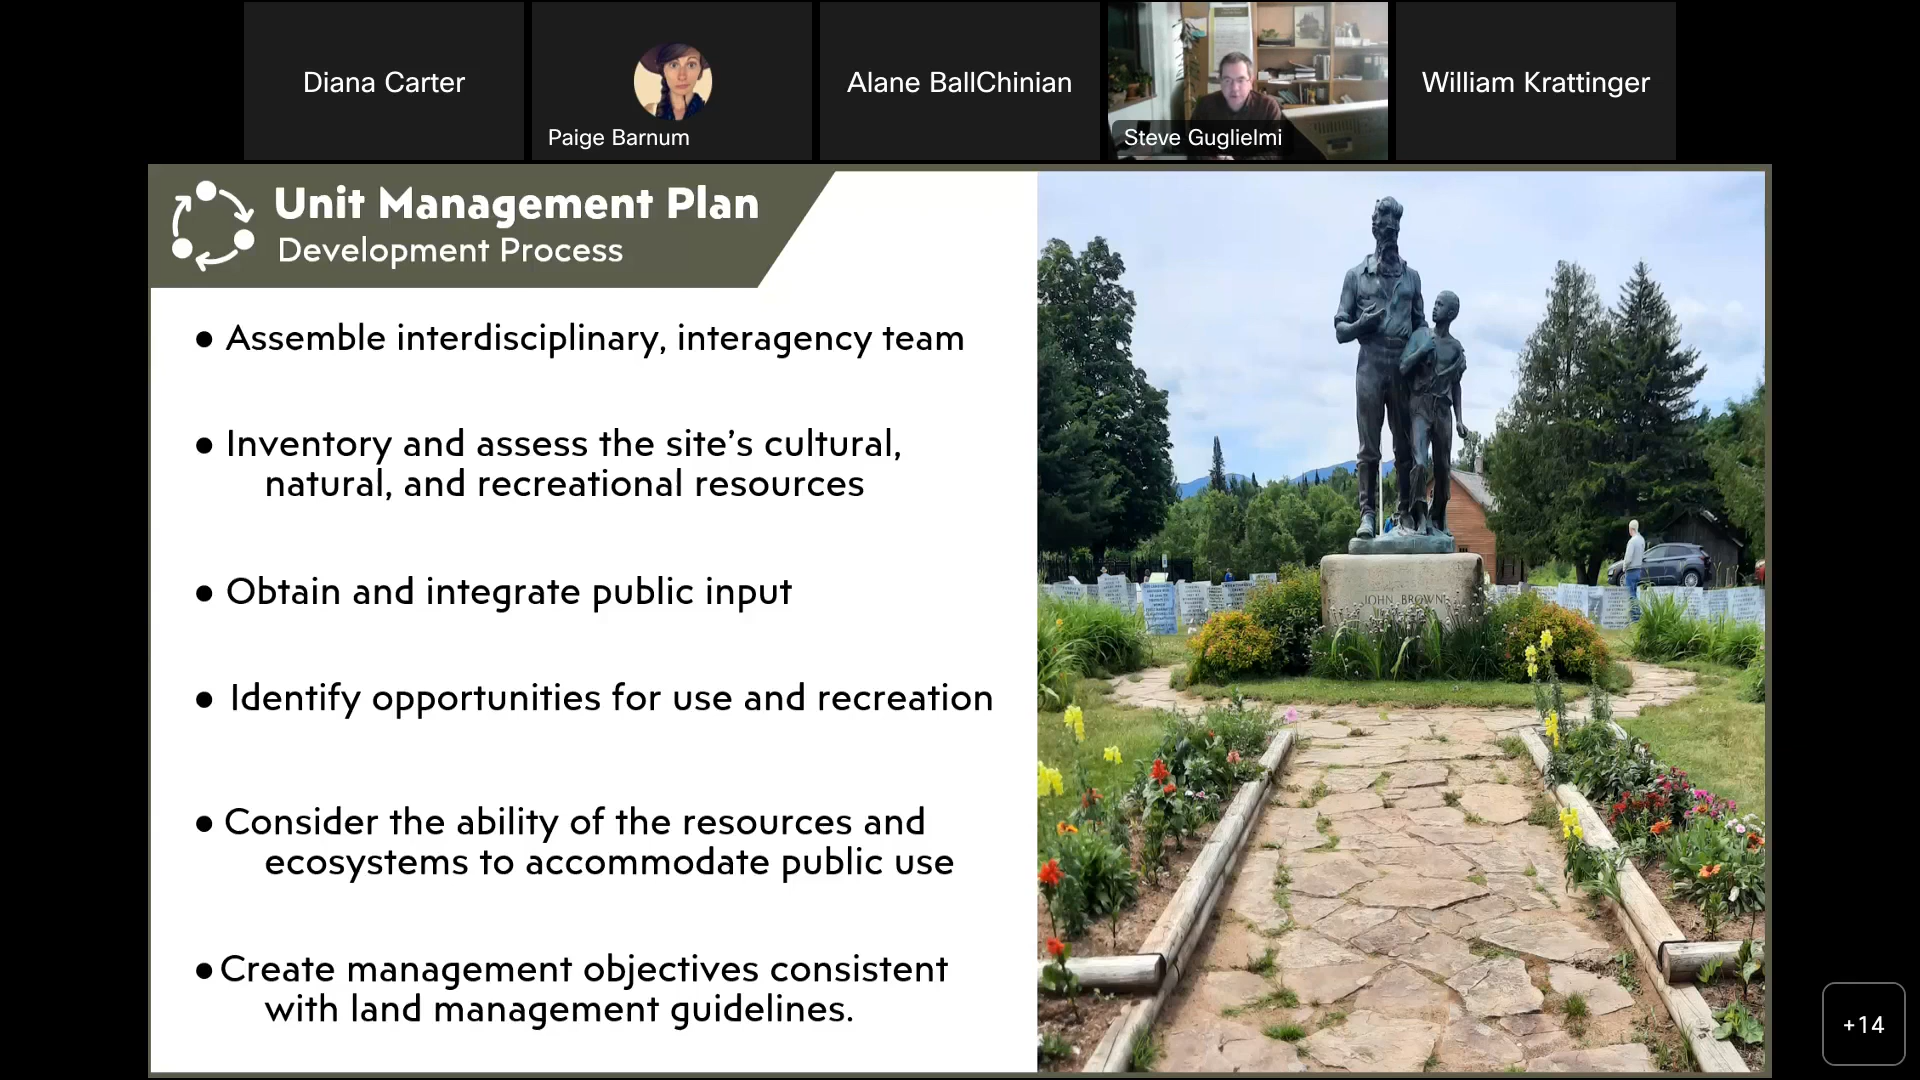 Diana Carter
Paige Barnum
Alane BallChinian
Steve Guglielmi
William Krattinger
Unit Management Plan
Development Process
● Assemble interdisciplinary, interagency team
● Inventory and assess the site's cultural,
natural, and recreational resources
● Obtain and integrate public input
● Identify opportunities for use and recreation
● Consider the ability of the resources and
ecosystems to accommodate public use
● Create management objectives consistent
with land management guidelines.
JOHN BROWN
+14